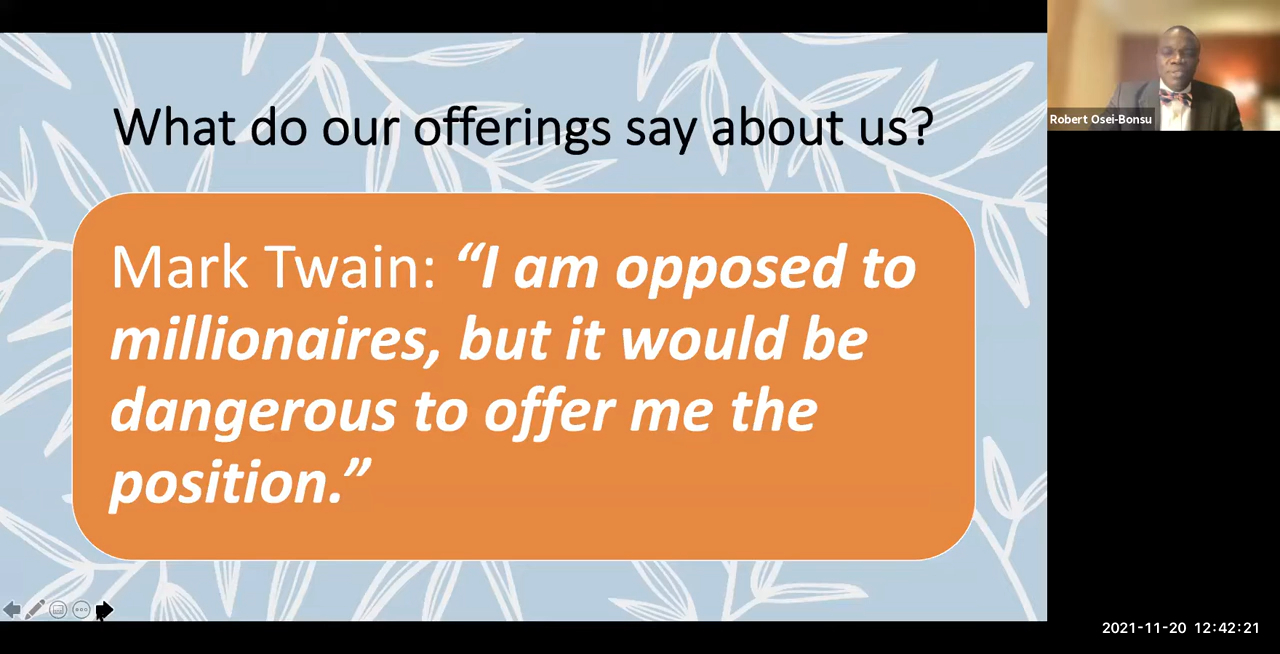 What do our offerings say about us?
Mark Twain: “I am opposed to
millionaires, but it would be
dangerous to offer me the
position.”
Robert Osei-Bonsu
2021-11-20 12:42:21